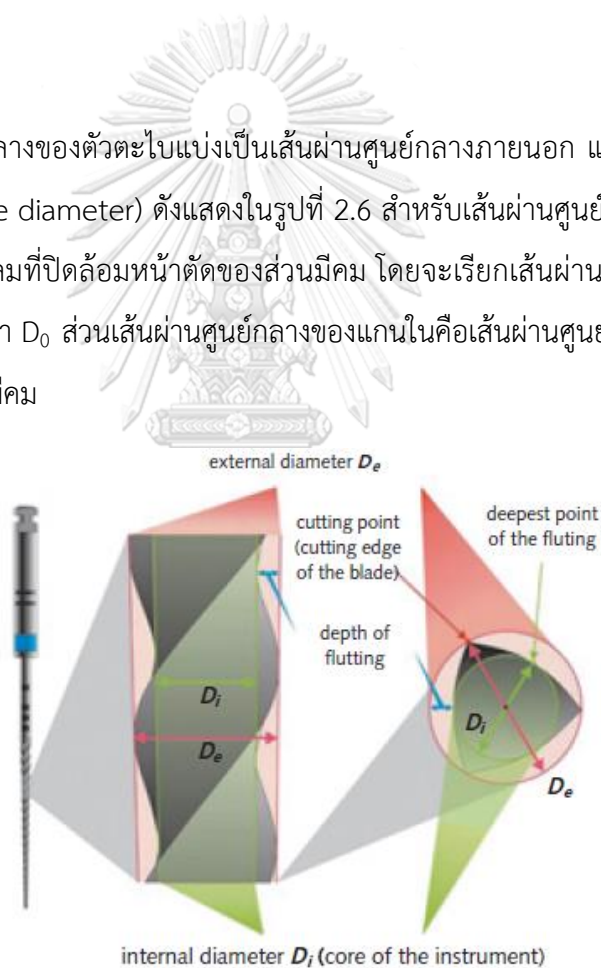 ลางของตัวตะไบแบ่งเป็นเส้นผ่านศูนย์กลางภายนอก แ
e diameter) ดังแสดงในรูปที่ 2.6 สำหรับเส้นผ่านศูนย์
ลมที่ปิดล้อมหน้าตัดของส่วนมีคม โดยจะเรียกเส้นผ่าน
า D₀ ส่วนเส้นผ่านศูนย์กลางของแกนในคือเส้นผ่านศูนย
มีคม
external diameter Dₑ
cutting point
(cutting edge
of the blade)
deepest point
of the fluting
depth of
flutting
Dᵢ
Dₑ
Dᵢ
Dₑ
internal diameter Dᵢ (core of the instrument)